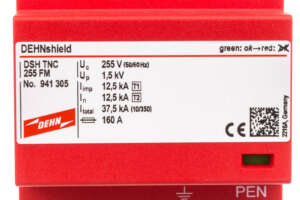 DEHNshield
green: ok→red: ✗
DSH TNC
255 FM
No. 941 305
Uc 255 V (50/60Hz)
Up 1,5 kV
Iimp 12,5 kA T1
In 12,5 kA T2
Itotal 37,5 kA (10/350)
160 A
DEHN
CE
2216A, Germany
PEN